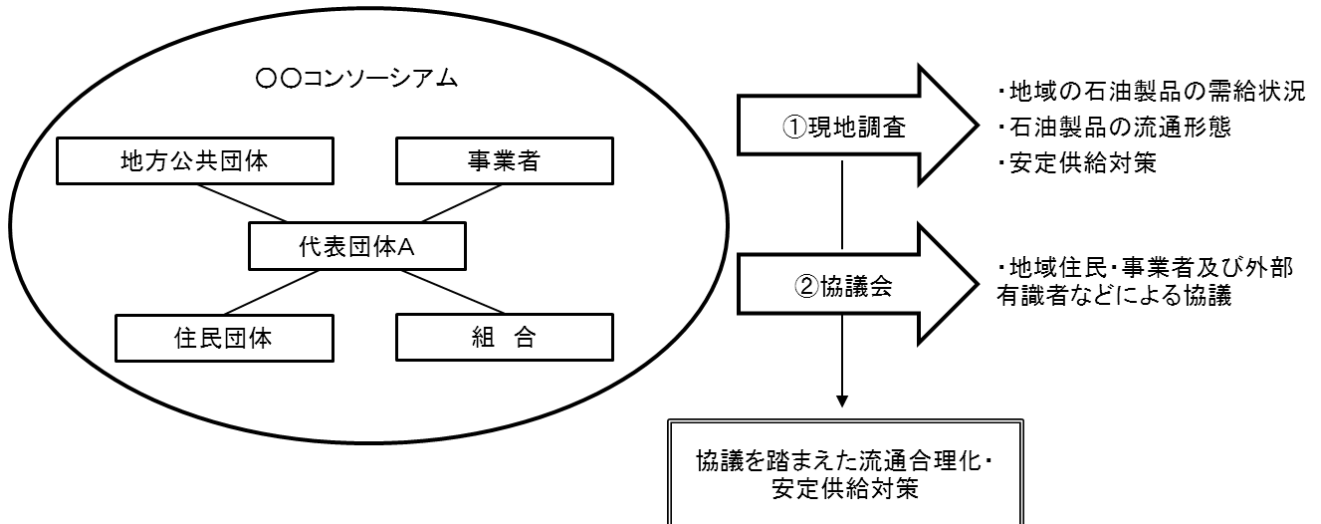 〇〇コンソーシアム
地方公共団体
事業者
代表団体A
住民団体
組　合
①現地調査
・地域の石油製品の需給状況
・石油製品の流通形態
・安定供給対策
②協議会
・地域住民・事業者及び外部
有識者などによる協議
協議を踏まえた流通合理化・
安定供給対策